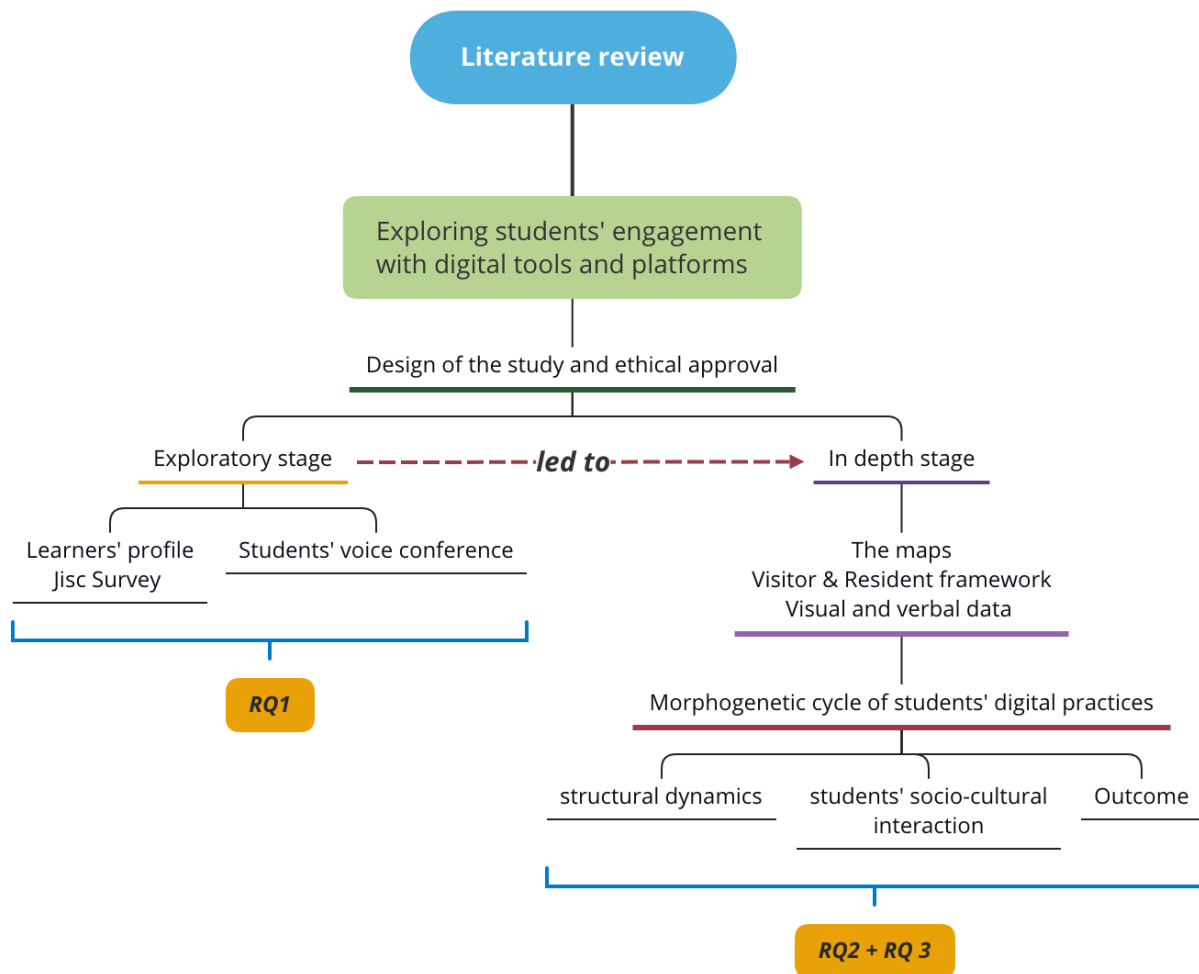 Literature review
Exploring students' engagement
with digital tools and platforms
Design of the study and ethical approval
Exploratory stage
led to
In depth stage
Learners' profile
Jisc Survey
Students' voice conference
The maps
Visitor & Resident framework
Visual and verbal data
RQ1
Morphogenetic cycle of students' digital practices
structural dynamics
students' socio-cultural
interaction
Outcome
RQ2 + RQ 3